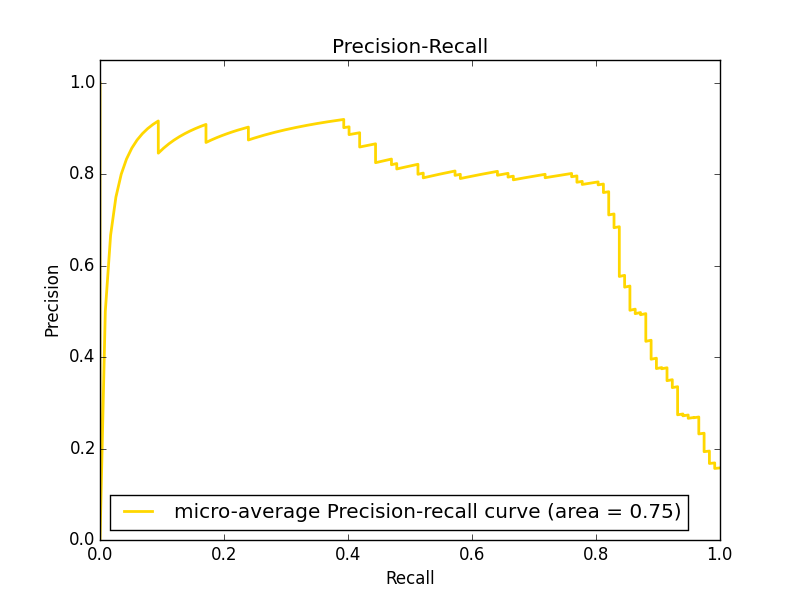 Precision-Recall
1.0
0.8
0.6
0.4
0.2
0.0
Precision
micro-average Precision-recall curve (area = 0.75)
0.0 0.2 0.4 0.6 0.8 1.0
Recall